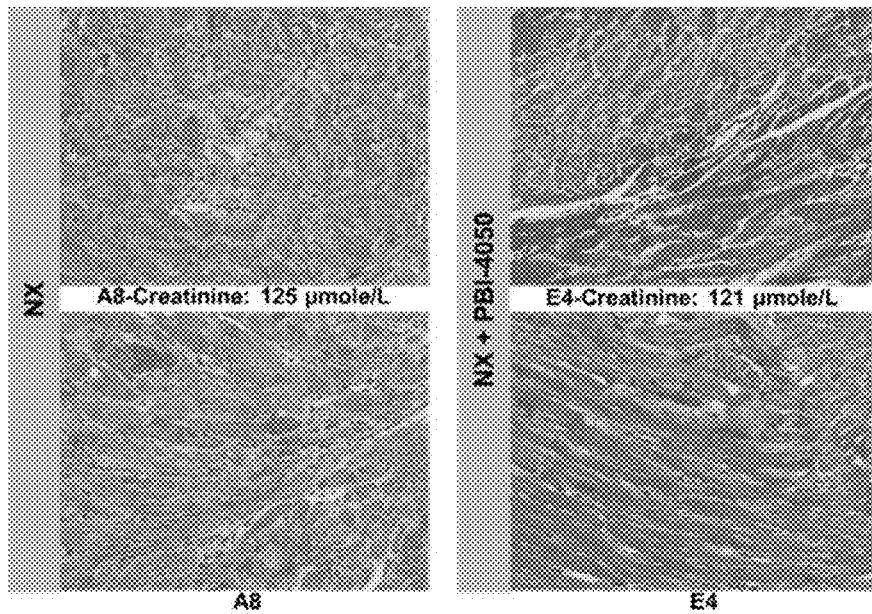 NX
A8-Creatinine: 125 µmole/L
A8
NX + PBI-4050
E4-Creatinine: 121 µmole/L
E4